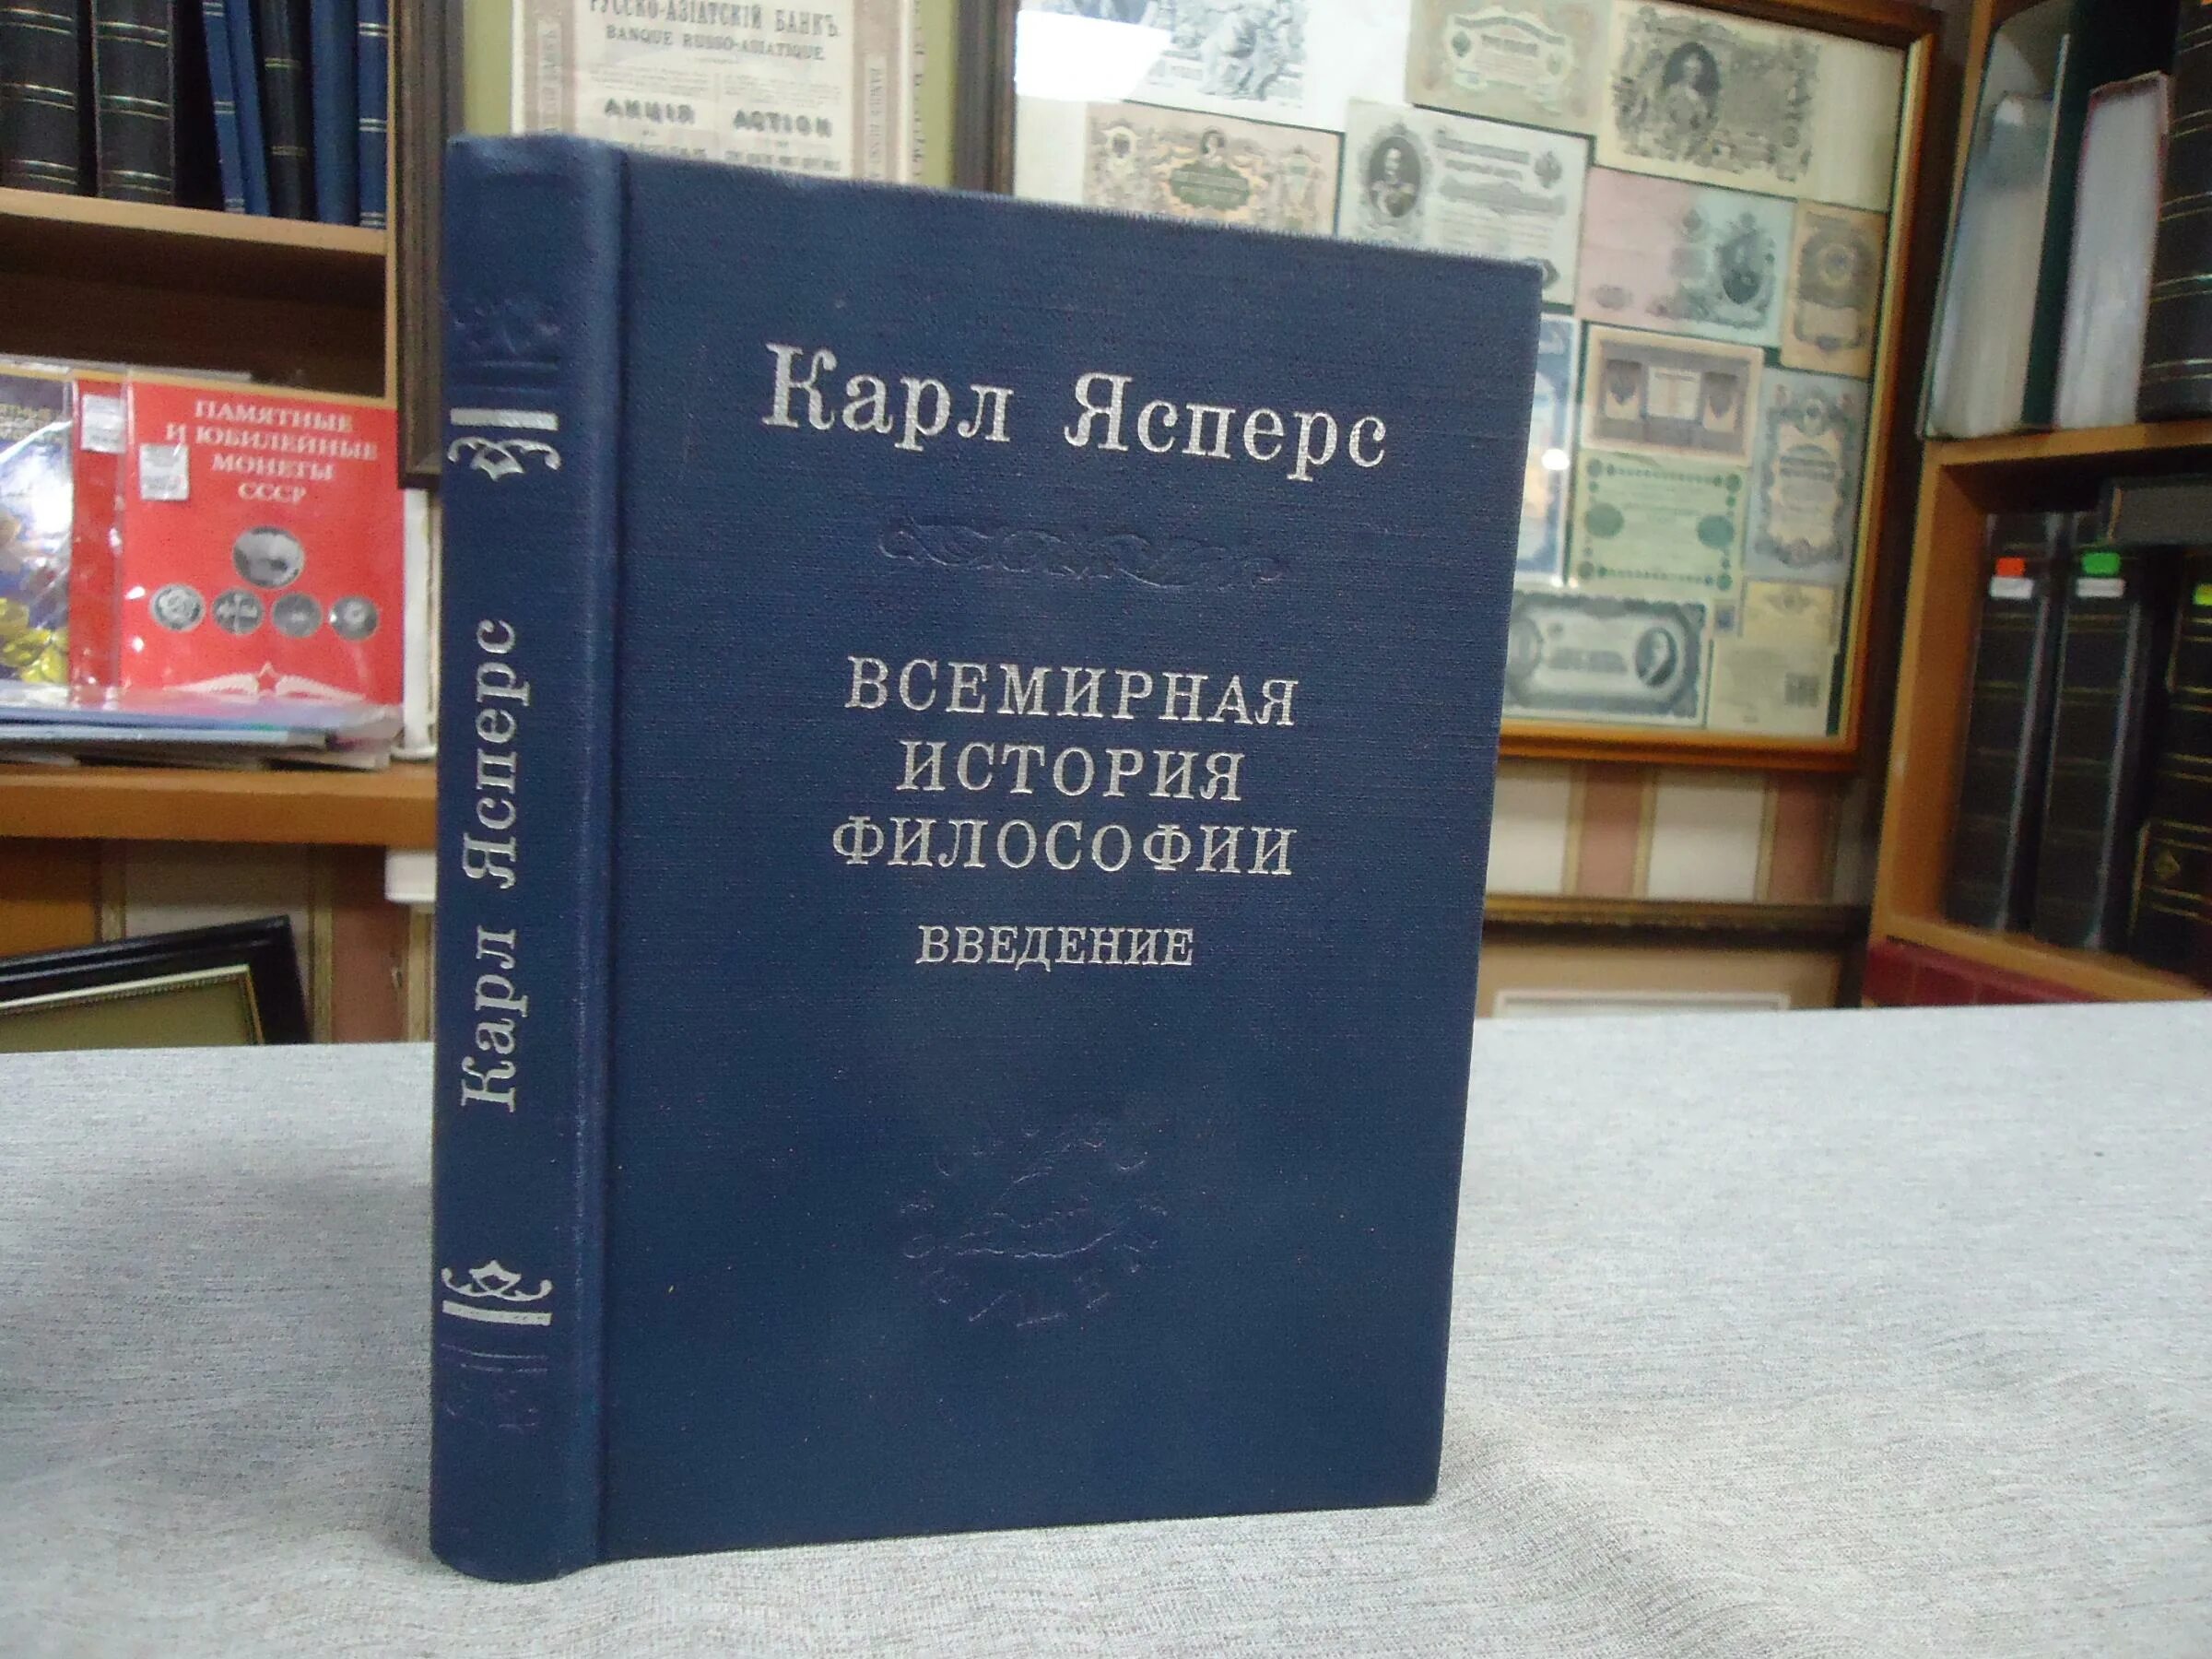 РУССКО-АЗІАТСКІЙ БАНКЪ.
BANQUE RUSSO-ASIATIQUE.
АКЦІЯ ACTION
ПАМЯТНЫЕ
И ЮБИЛЕЙНЫЕ
МОНЕТЫ
СССР
Карл Ясперс
Карл Ясперс
ВСЕМИРНАЯ
ИСТОРИЯ
ФИЛОСОФИИ
ВВЕДЕНИЕ